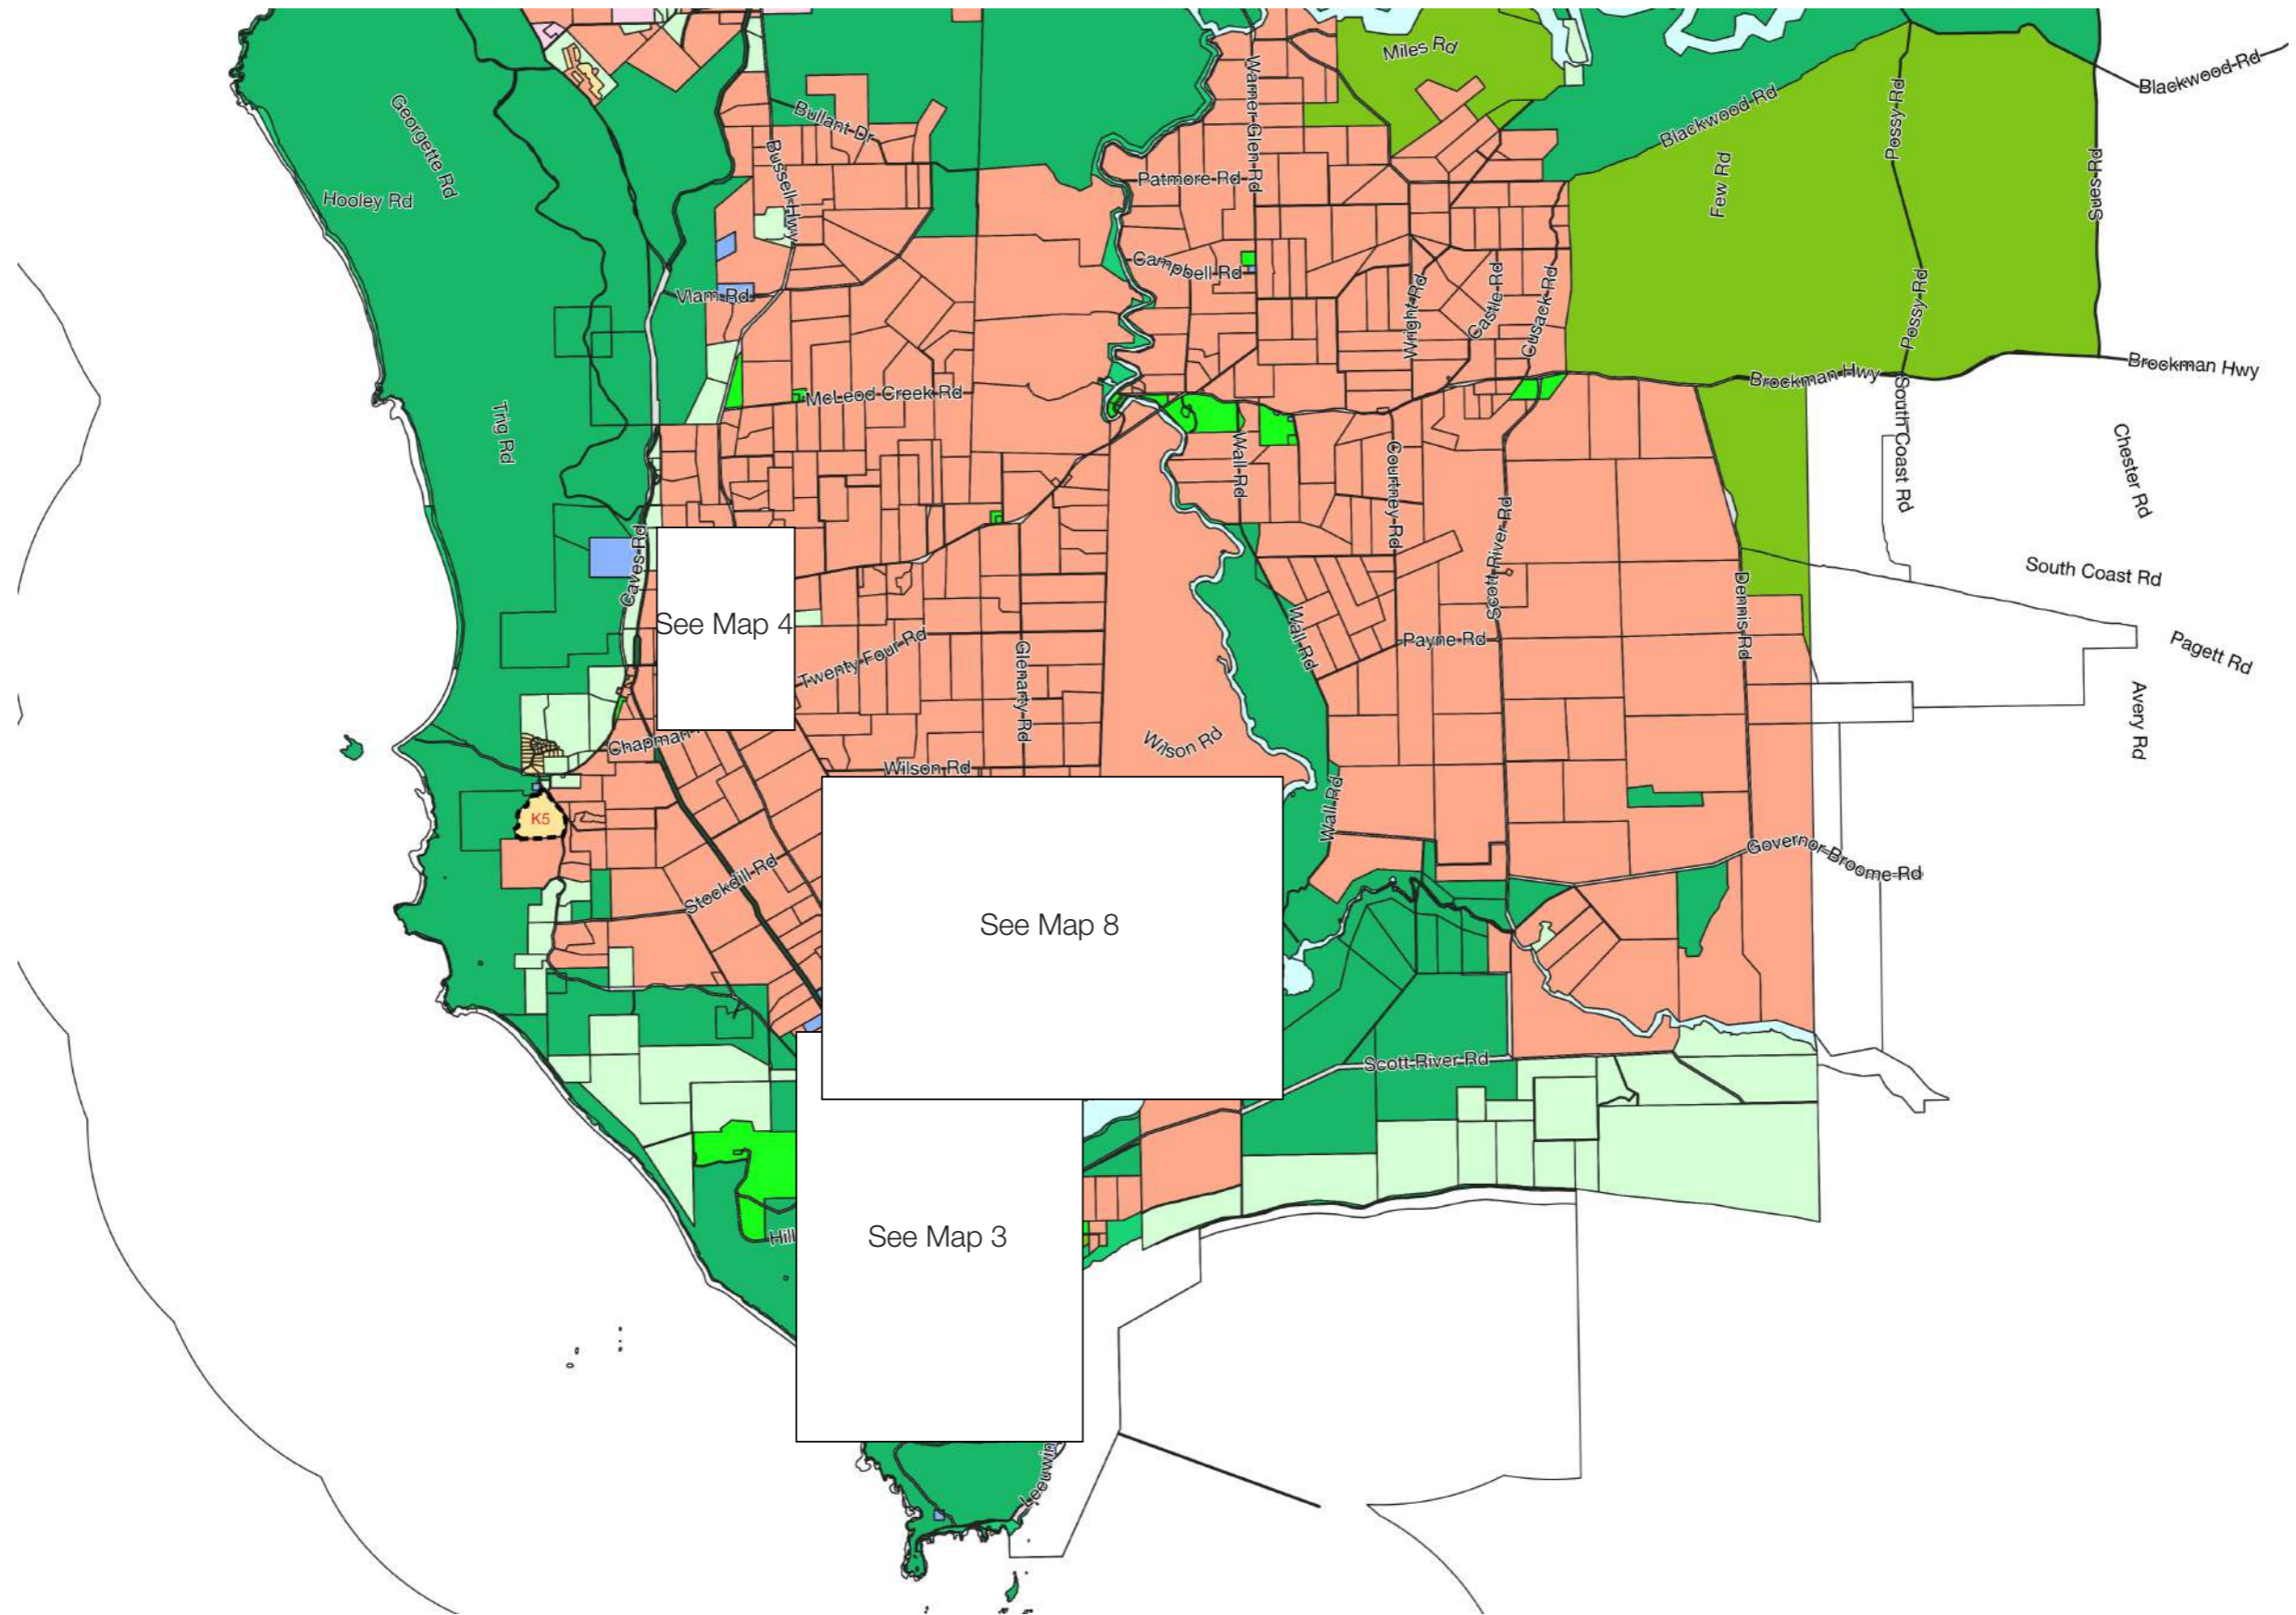 Miles Rd
Blackwood Rd
Georgette Rd
Warner Glen Rd
Blackwood Rd
Possy Rd
Bullant Dr
Bussell Hwy
Hooley Rd
Patmore Rd
Few Rd
Sues Rd
Campbell Rd
Vlam Rd
Wright Rd
Castle Rd
Cusack Rd
Possy Rd
Brockman Hwy
Brockman Hwy
McLeod Creek Rd
Trig Rd
South Coast Rd
Chester Rd
Wall Rd
Courtney Rd
Scott River Rd
Caves Rd
South Coast Rd
See Map 4
Dennis Rd
Wall Rd
Payne Rd
Twenty Four Rd
Glenarty Rd
Pagett Rd
Avery Rd
Chapman
Wilson Rd
Wilson Rd
Wall Rd
K5
Governor Broome Rd
Stockdill Rd
See Map 8
Scott River Rd
Hill
See Map 3
Leeuwin